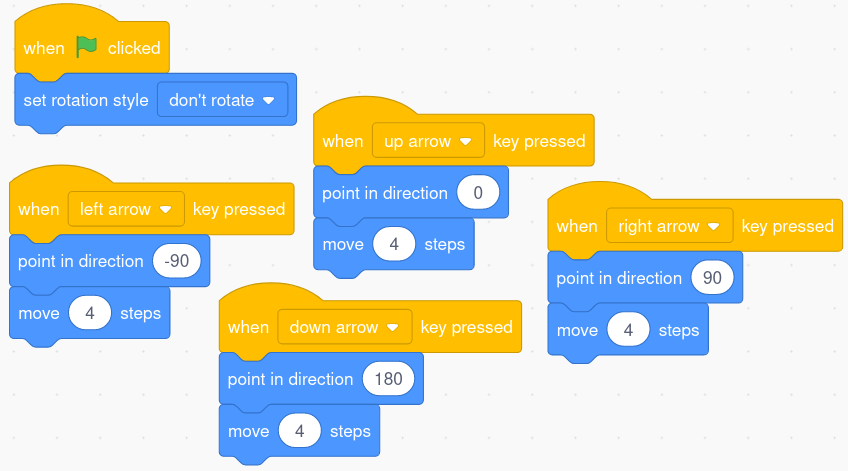 when clicked
set rotation style don't rotate
when up arrow key pressed
point in direction 0
move 4 steps
when left arrow key pressed
point in direction -90
move 4 steps
when right arrow key pressed
point in direction 90
move 4 steps
when down arrow key pressed
point in direction 180
move 4 steps